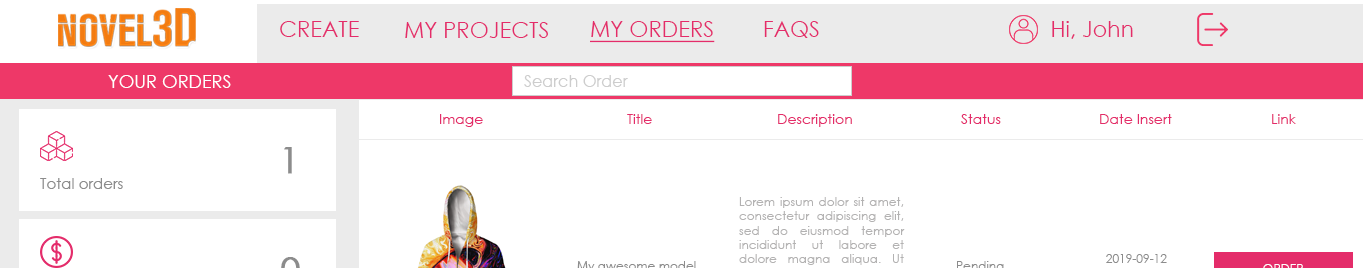 NOVEL3D
CREATE
MY PROJECTS
MY ORDERS
FAQS
Hi, John
YOUR ORDERS
Search Order
1
Total orders
0
Image
Title
Description
Status
Date Insert
Link
My awesome model
Lorem ipsum dolor sit amet,
consectetur adipiscing elit,
sed do eiusmod tempor
incididunt ut labore et
dolore magna aliqua. Ut
Pending
2019-09-12
ORDER